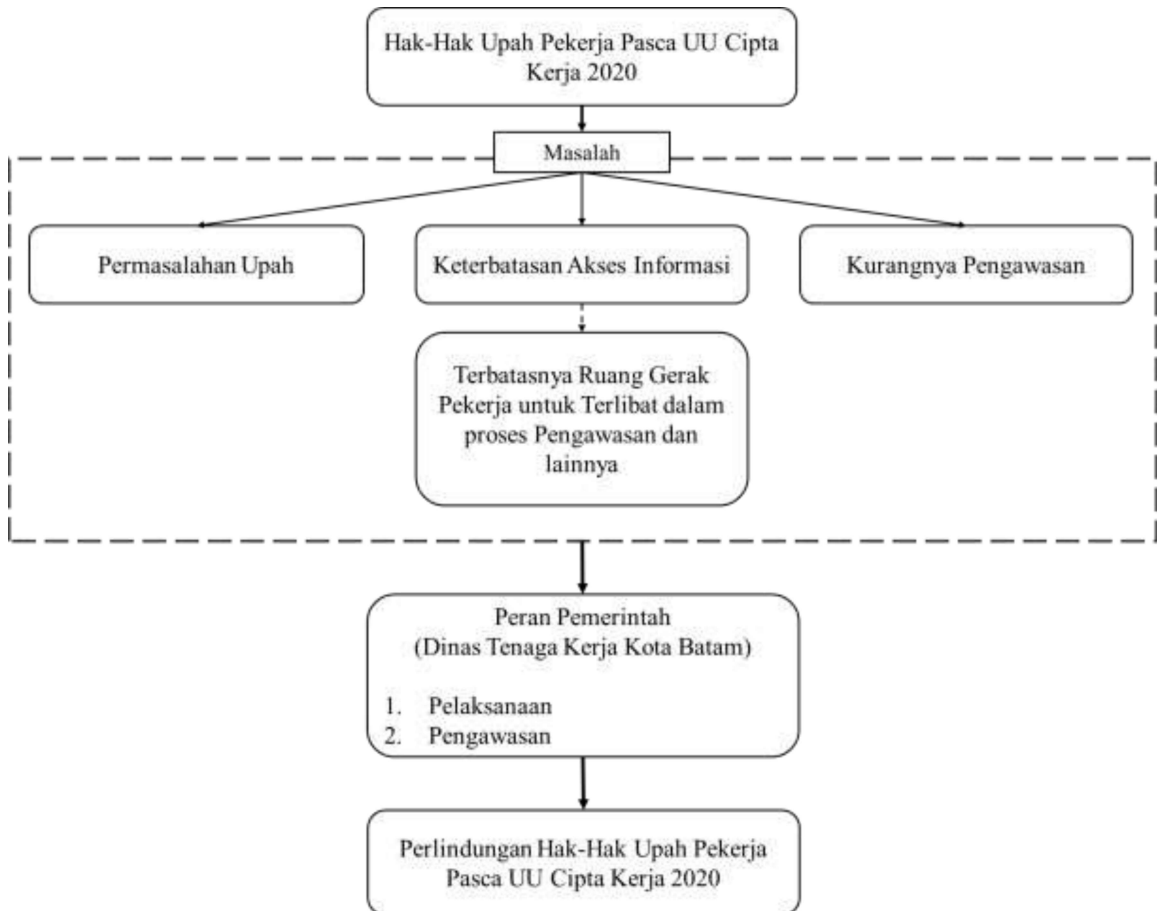 Hak-Hak Upah Pekerja Pasca UU Cipta
Kerja 2020
Masalah
Permasalahan Upah
Keterbatasan Akses Informasi
Kurangnya Pengawasan
Terbatasnya Ruang Gerak
Pekerja untuk Terlibat dalam
proses Pengawasan dan
lainnya
Peran Pemerintah
(Dinas Tenaga Kerja Kota Batam)
1. Pelaksanaan
2. Pengawasan
Perlindungan Hak-Hak Upah Pekerja
Pasca UU Cipta Kerja 2020